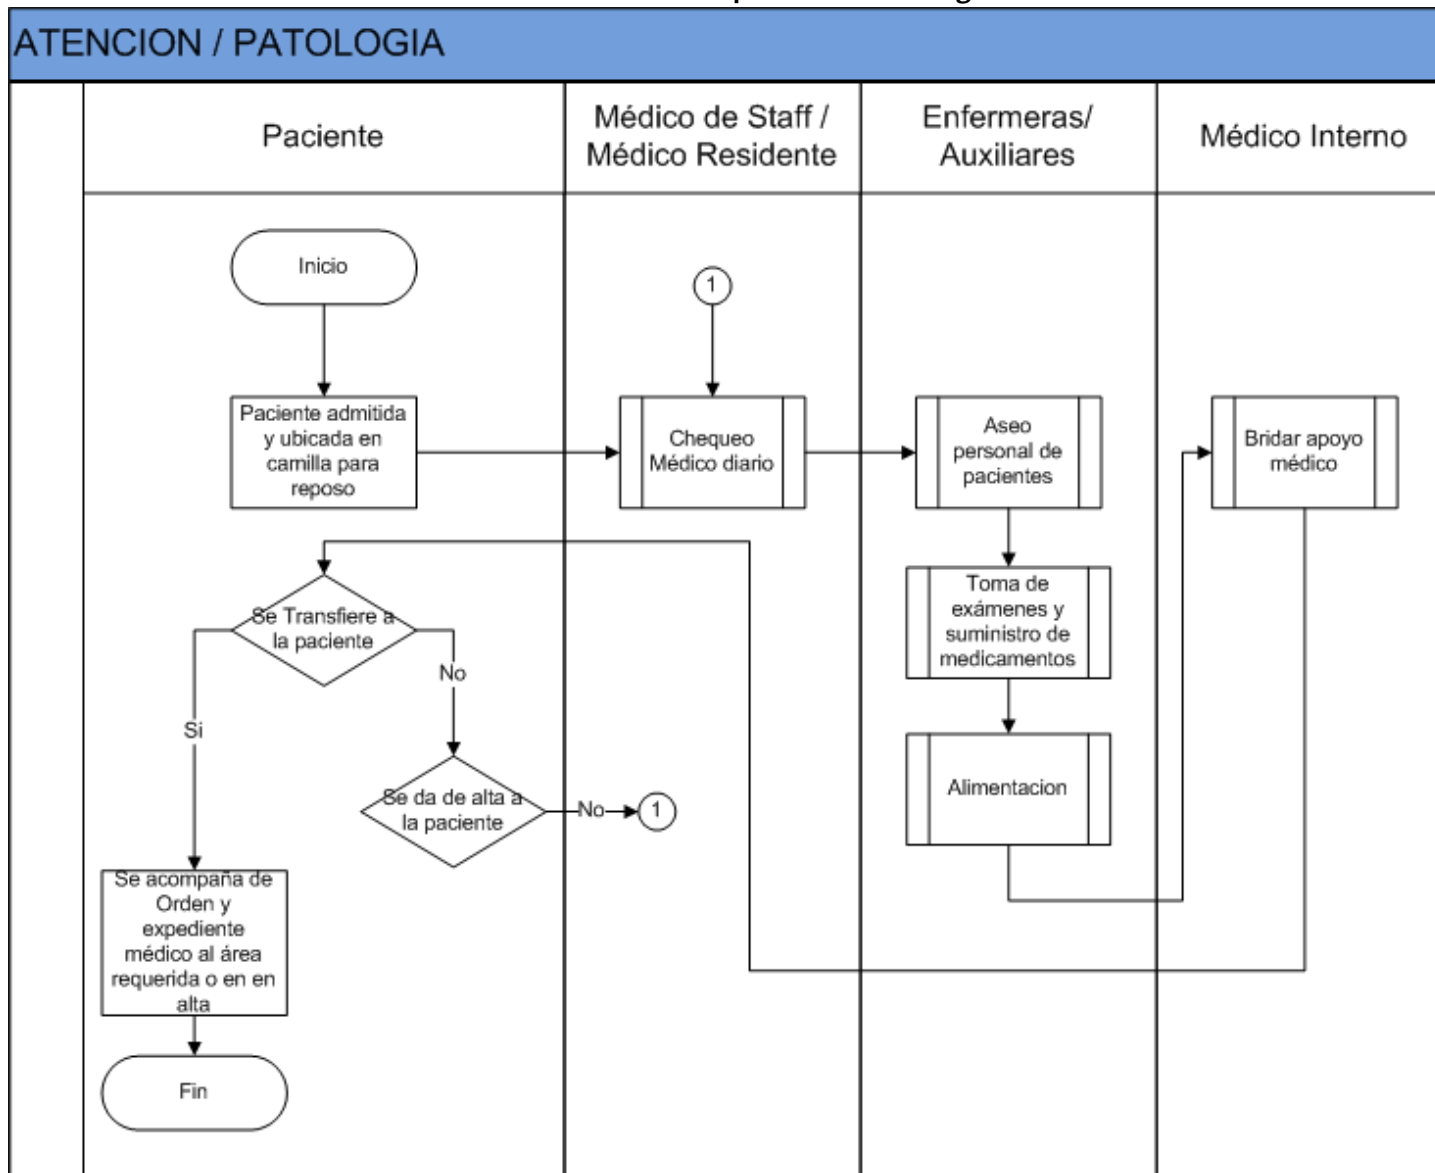 ATENCION / PATOLOGIA
Paciente
Médico de Staff /
Médico Residente
Enfermeras/
Auxiliares
Médico Interno
Inicio
1
Paciente admitida
y ubicada en
camilla para
reposo
Chequeo
Médico diario
Aseo
personal de
pacientes
Bridar apoyo
médico
Toma de
exámenes y
suministro de
medicamentos
Se Transfiere a
la paciente
No
Si
Alimentacion
Se da de alta a
la paciente
No
1
Se acompaña de
Orden y
expediente
médico al área
requerida o en en
alta
Fin